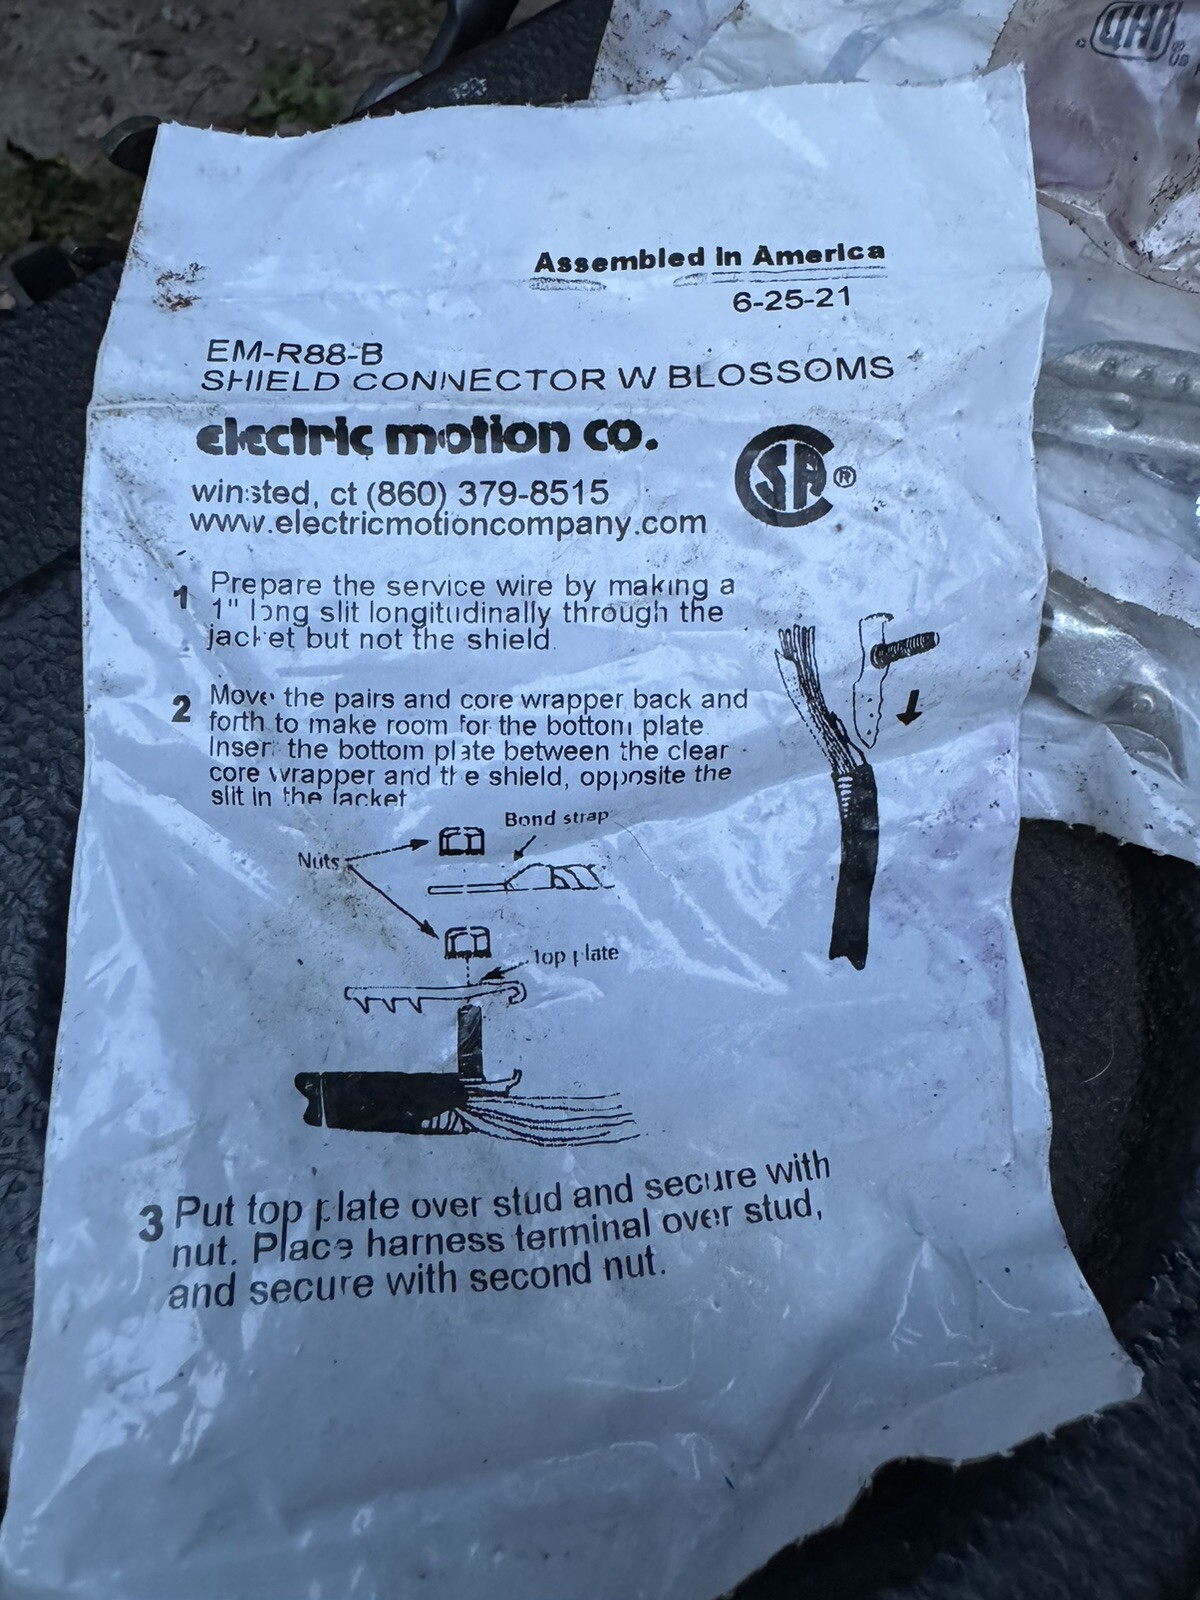 QHI
®
US
Assembled in America
6-25-21
EM-R88-B
SHIELD CONNECTOR W BLOSSOMS
electric motion co.
SA®
winsted, ct (860) 379-8515
www.electricmotioncompany.com
1 Prepare the service wire by making a
1" long slit longitudinally through the
jacket but not the shield.
2 Move the pairs and core wrapper back and
forth to make room for the bottom plate.
Insert the bottom plate between the clear
core wrapper and the shield, opposite the
slit in the jacket
Bond strap
Nuts
Top plate
3 Put top plate over stud and secure with
nut. Place harness terminal over stud,
and secure with second nut.